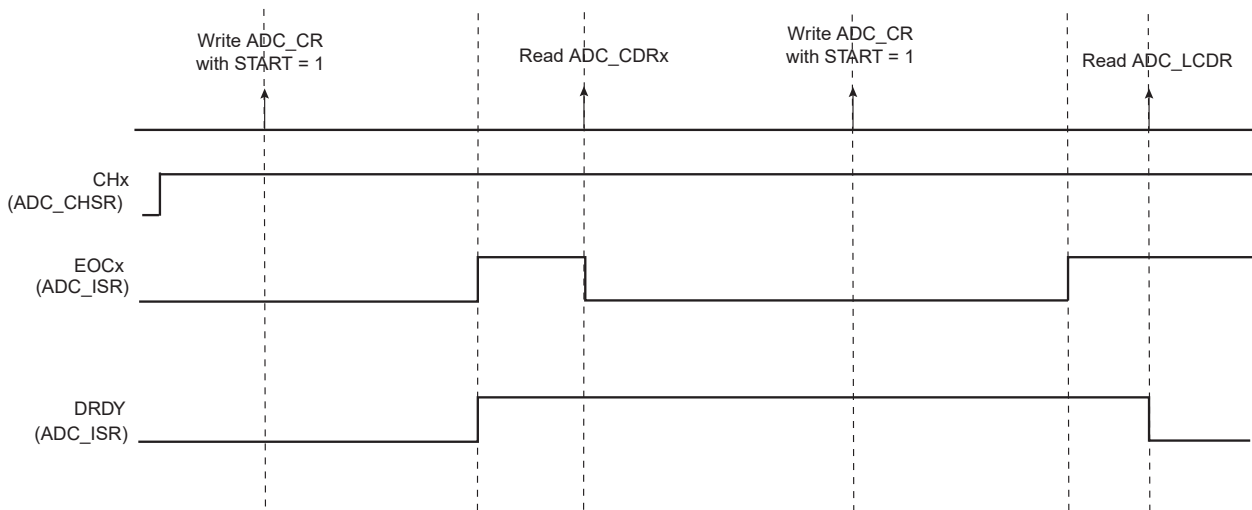 Write ADC_CR
with START = 1
Read ADC_CDRx
Write ADC_CR
with START = 1
Read ADC_LCDR
CHx
(ADC_CHSR)
EOCx
(ADC_ISR)
DRDY
(ADC_ISR)